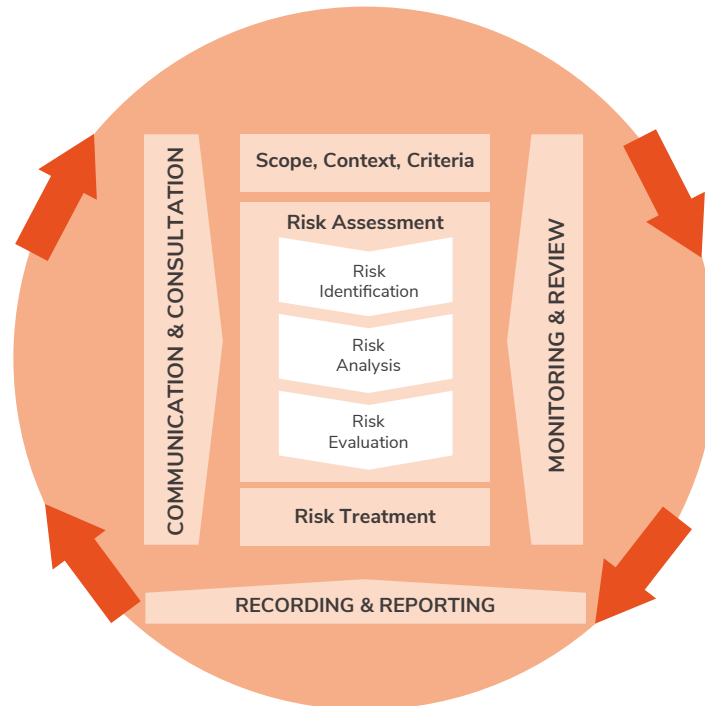 Scope, Context, Criteria
Risk Assessment
Risk
Identification
Risk
Analysis
Risk
Evaluation
Risk Treatment
COMMUNICATION & CONSULTATION
MONITORING & REVIEW
RECORDING & REPORTING